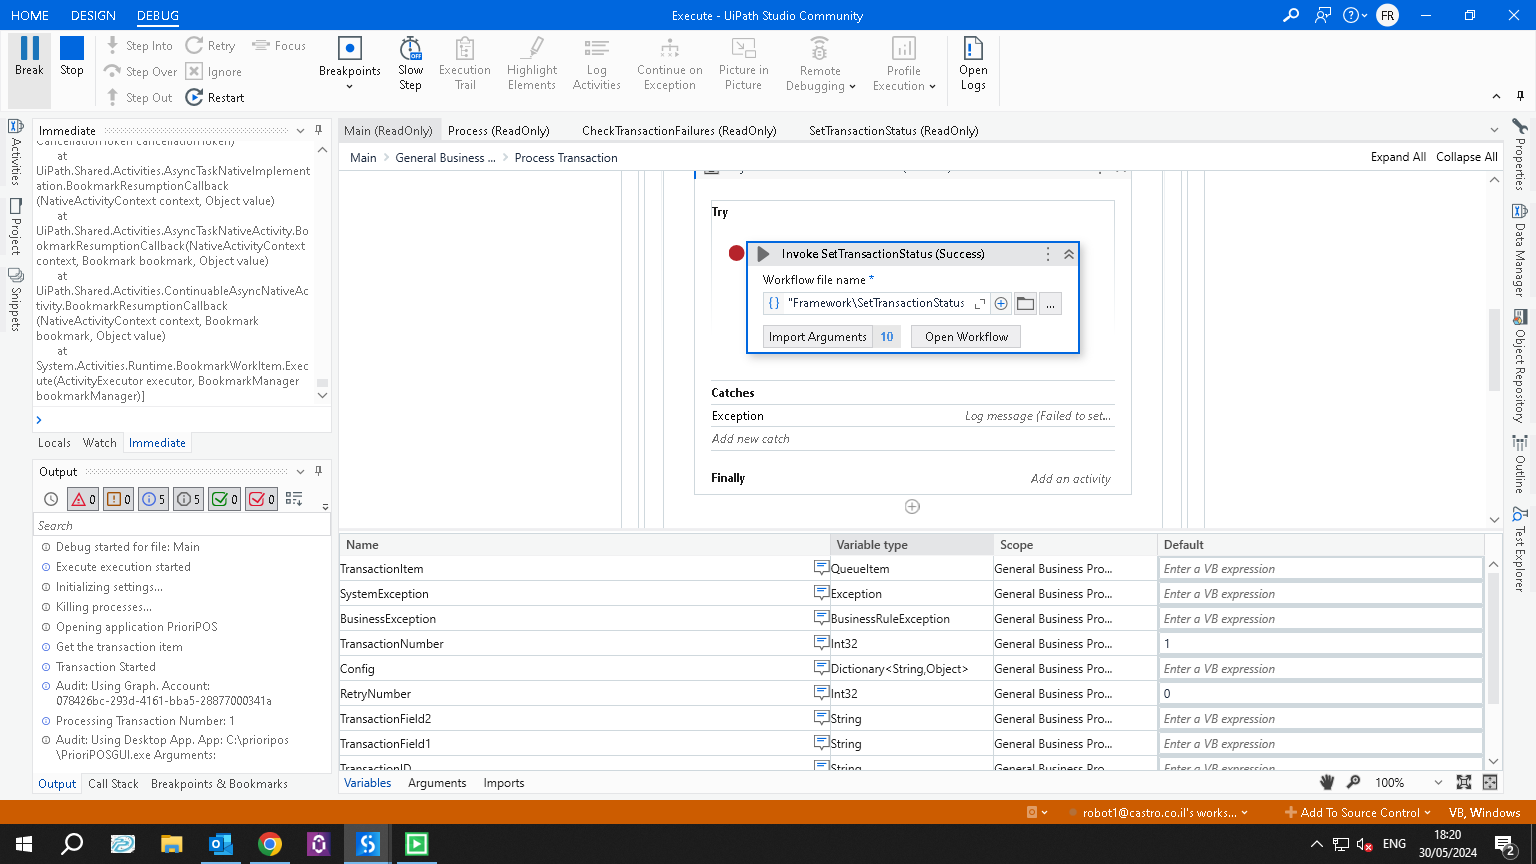 HOME DESIGN DEBUG
Execute - UiPath Studio Community
FR
Break
Stop
Step Into
Step Over
Step Out
Retry
Ignore
Restart
Focus
Breakpoints
Slow Step
Execution Trail
Highlight Elements
Log Activities
Continue on Exception
Picture in Picture
Remote Debugging
Profile Execution
Open Logs
Activities
Project
Snippets
Immediate
CancellationToken cancellationToken)
at
UiPath.Shared.Activities.AsyncTaskNativeImplement
ation.BookmarkResumptionCallback
(NativeActivityContext context, Object value)
at
UiPath.Shared.Activities.AsyncTaskNativeActivity.Bo
okmarkResumptionCallback(NativeActivityContext
context, Bookmark bookmark, Object value)
at
UiPath.Shared.Activities.ContinuableAsyncNativeAc
tivity.BookmarkResumptionCallback
(NativeActivityContext context, Bookmark
bookmark, Object value)
at
System.Activities.Runtime.BookmarkWorkItem.Exec
ute(ActivityExecutor executor, BookmarkManager
bookmarkManager)]
Locals Watch Immediate
Output
0 0 5 5 0 0
Search
Debug started for file: Main
Execute execution started
Initializing settings...
Killing processes...
Opening application PrioriPOS
Get the transaction item
Transaction Started
Audit: Using Graph. Account:
078426bc-293d-4161-bba5-28877000341a
Processing Transaction Number: 1
Audit: Using Desktop App. App: C:\prioripos
\PrioriPOSGUI.exe Arguments:
Output Call Stack Breakpoints & Bookmarks
Main (ReadOnly) Process (ReadOnly) CheckTransactionFailures (ReadOnly) SetTransactionStatus (ReadOnly)
Main General Business ... Process Transaction
Expand All Collapse All
Try
Invoke SetTransactionStatus (Success)
Workflow file name *
"Framework\SetTransactionStatus
...
Import Arguments 10 Open Workflow
Catches
Exception Log message (Failed to set...
Add new catch
Finally Add an activity
Name Variable type Scope Default
TransactionItem QueueItem General Business Pro... Enter a VB expression
SystemException Exception General Business Pro... Enter a VB expression
BusinessException BusinessRuleException General Business Pro... Enter a VB expression
TransactionNumber Int32 General Business Pro... 1
Config Dictionary<String,Object> General Business Pro... Enter a VB expression
RetryNumber Int32 General Business Pro... 0
TransactionField2 String General Business Pro... Enter a VB expression
TransactionField1 String General Business Pro... Enter a VB expression
TransactionID String General Business Pro... Enter a VB expression
Variables Arguments Imports
100%
Properties
Data Manager
Object Repository
Outline
Test Explorer
robot1@castro.co.il's works...
Add To Source Control
VB, Windows
ENG
18:20
30/05/2024
2